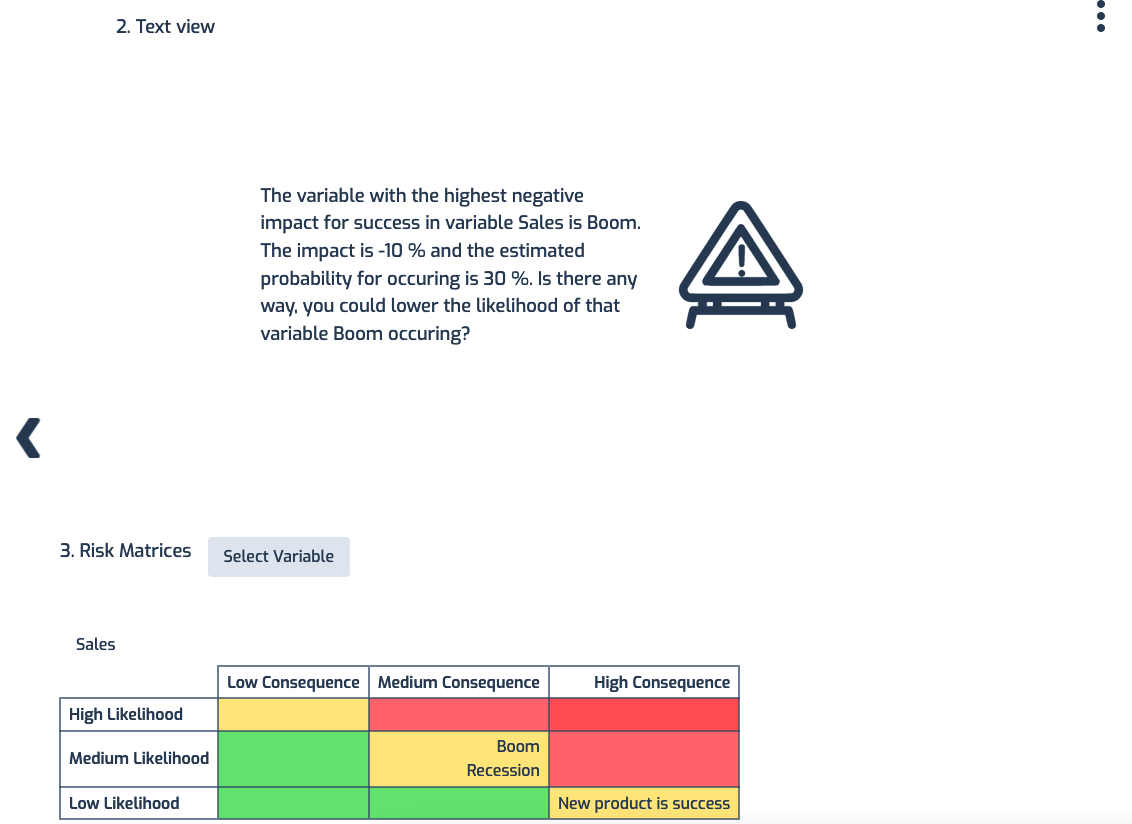 2. Text view
The variable with the highest negative
impact for success in variable Sales is Boom.
The impact is -10 % and the estimated
probability for occuring is 30 %. Is there any
way, you could lower the likelihood of that
variable Boom occuring?
3. Risk Matrices Select Variable
Sales
Low Consequence Medium Consequence High Consequence
High Likelihood
Medium Likelihood Boom
Recession
Low Likelihood New product is success